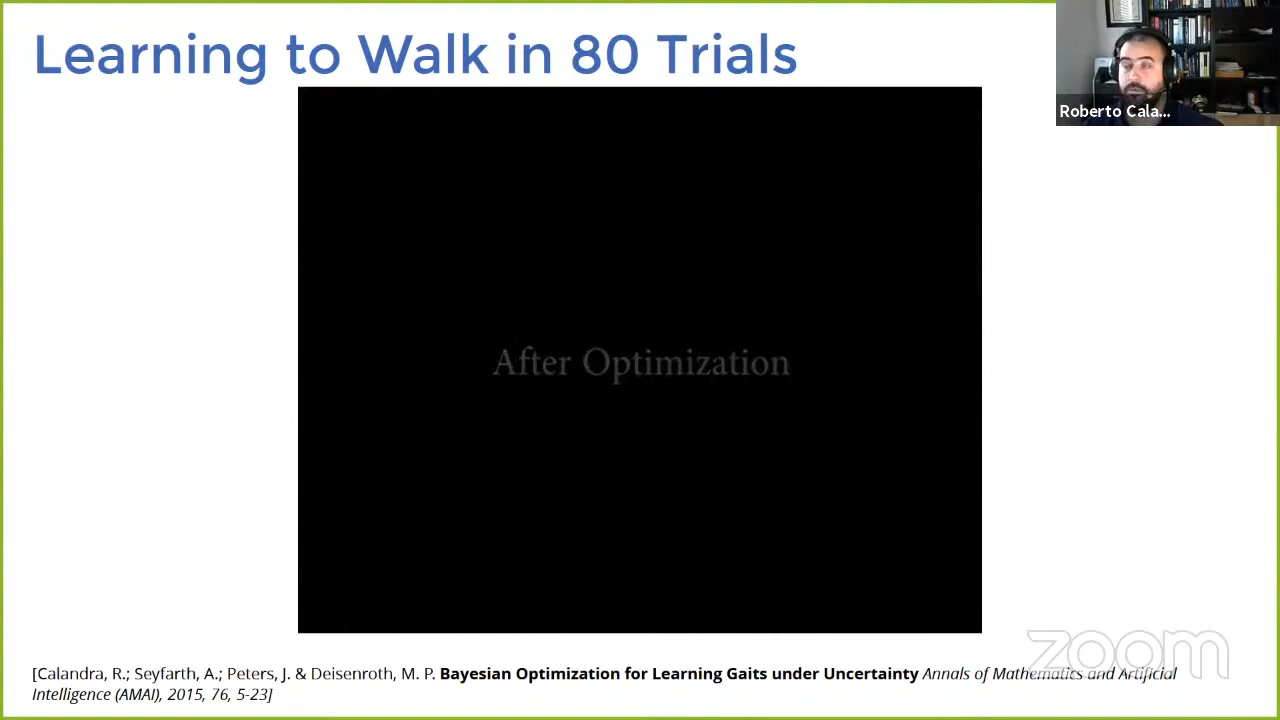 Learning to Walk in 80 Trials
Roberto Cala...
After Optimization
zoom
[Calandra, R.; Seyfarth, A.; Peters, J. & Deisenroth, M. P. Bayesian Optimization for Learning Gaits under Uncertainty Annals of Mathematics and Artificial
Intelligence (AMAI), 2015, 76, 5-23]